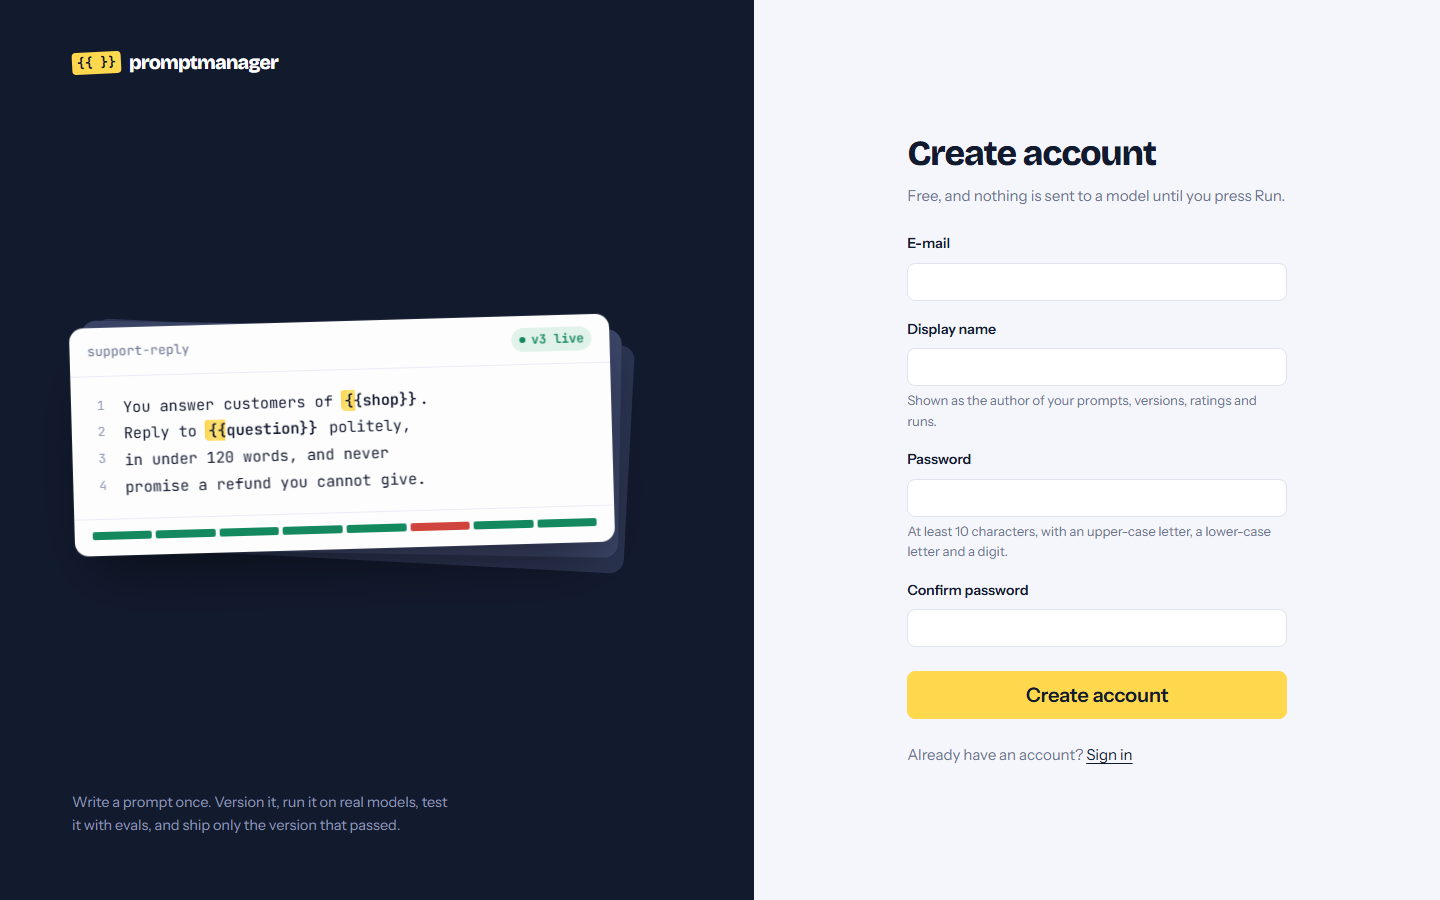 {{ }} promptmanager
support-reply
v3 live
1 You answer customers of {{shop}}.
2 Reply to {{question}} politely,
3 in under 120 words, and never
4 promise a refund you cannot give.
Write a prompt once. Version it, run it on real models, test
it with evals, and ship only the version that passed.
Create account
Free, and nothing is sent to a model until you press Run.
E-mail
Display name
Shown as the author of your prompts, versions, ratings and
runs.
Password
At least 10 characters, with an upper-case letter, a lower-case
letter and a digit.
Confirm password
Create account
Already have an account? Sign in